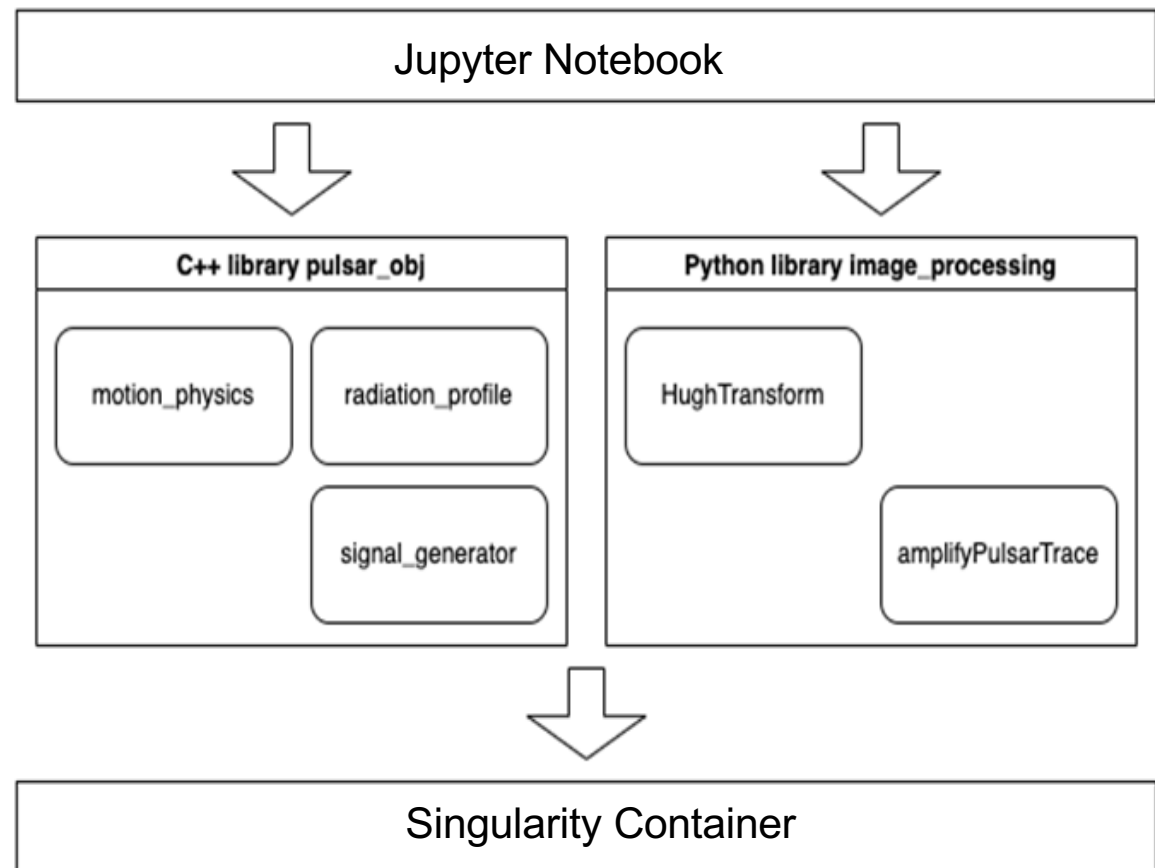 Jupyter Notebook
C++ library pulsar_obj
motion_physics
radiation_profile
signal_generator
Python library image_processing
HughTransform
amplifyPulsarTrace
Singularity Container